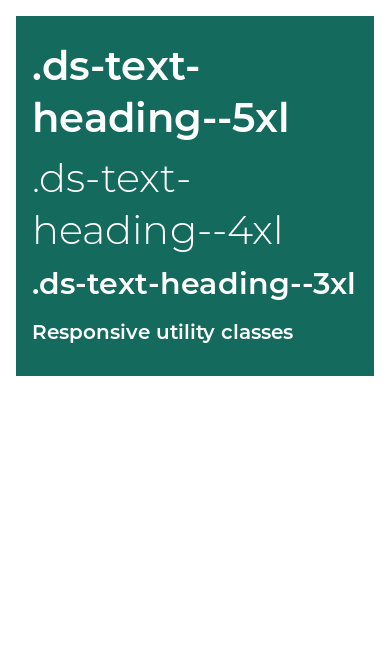 .ds-text-
heading--5xl
.ds-text-
heading--4xl
.ds-text-heading--3xl
Responsive utility classes